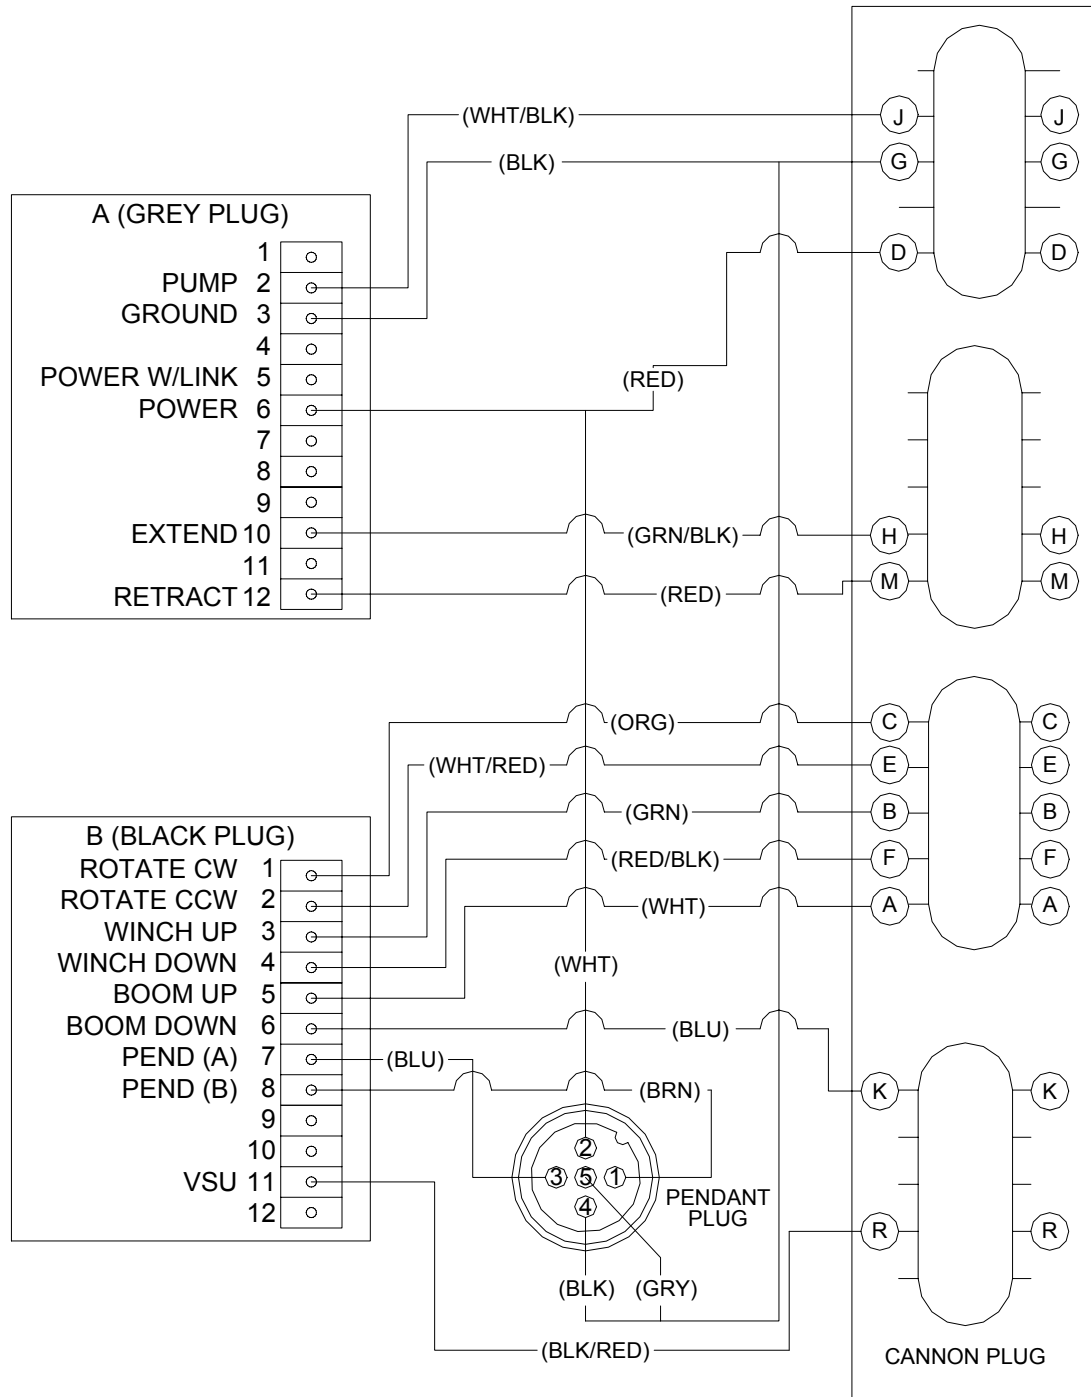 (WHT/BLK)
J J
(BLK)
G G
A (GREY PLUG)
1
PUMP 2
D D
GROUND 3
4
POWER W/LINK 5
(RED)
POWER 6
7
8
9
EXTEND 10
(GRN/BLK)
H H
11
RETRACT 12
(RED)
M M
(ORG)
C C
(WHT/RED)
E E
(GRN)
B B
B (BLACK PLUG)
(RED/BLK)
F F
ROTATE CW 1
ROTATE CCW 2
(WHT)
A A
WINCH UP 3
WINCH DOWN 4
(WHT)
BOOM UP 5
BOOM DOWN 6
(BLU)
PEND (A) 7
(BLU)
PEND (B) 8
(BRN)
K K
9
10
2
VSU 11
3 5 1
PENDANT
PLUG
4
12
R R
(BLK) (GRY)
(BLK/RED)
CANNON PLUG